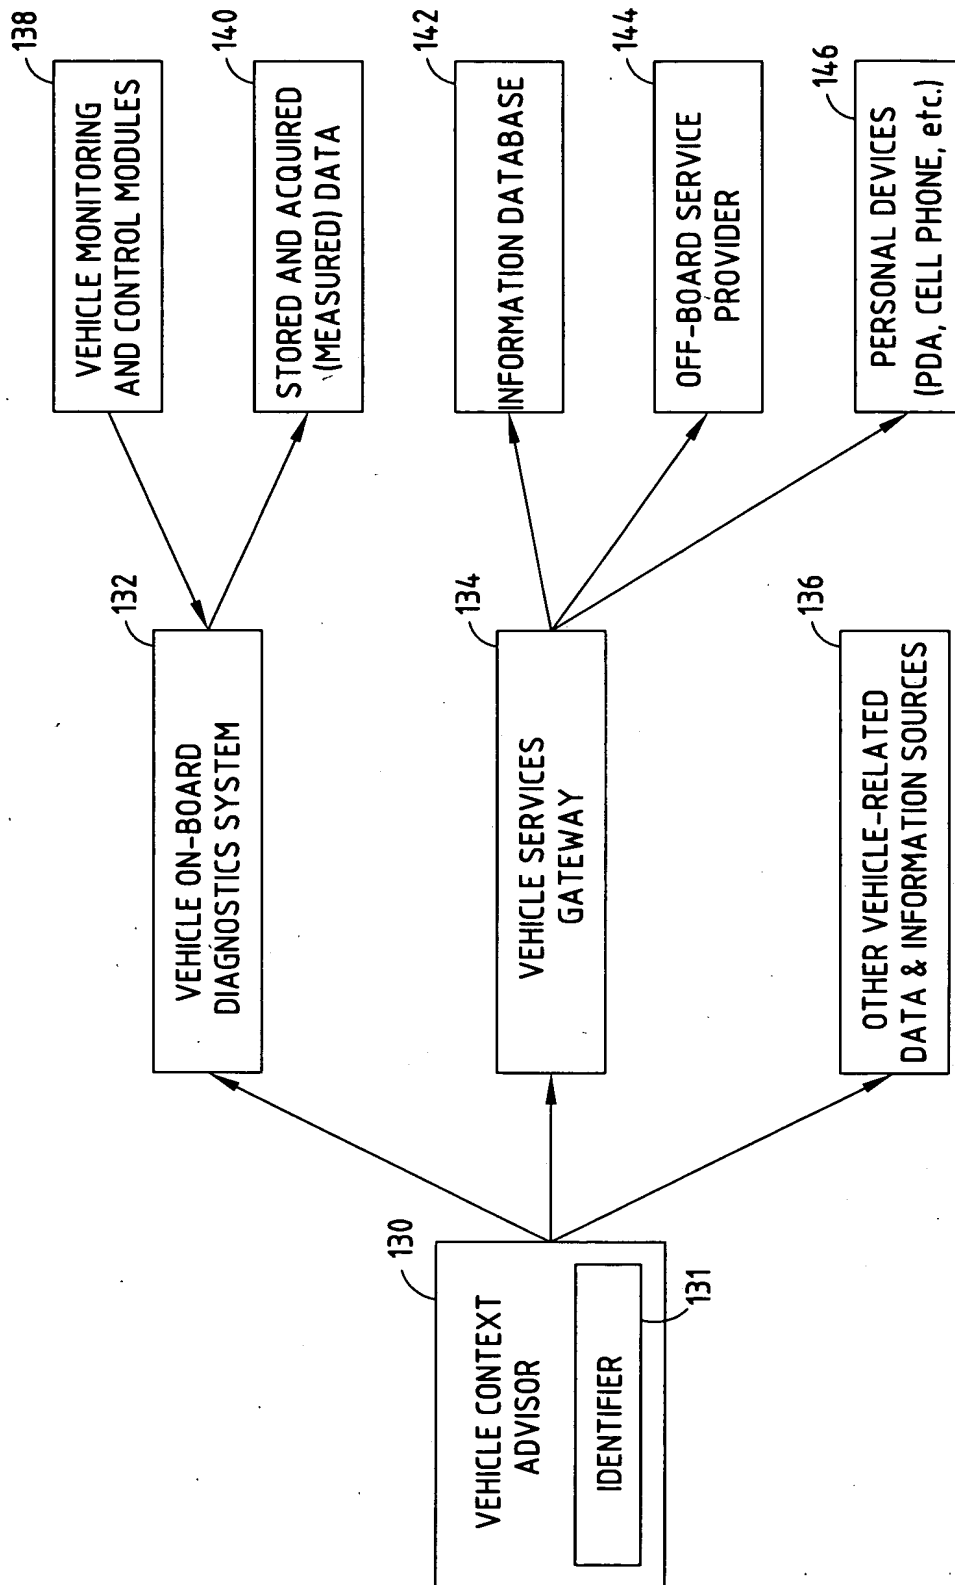 130
VEHICLE CONTEXT
ADVISOR
IDENTIFIER
131
132
VEHICLE ON-BOARD
DIAGNOSTICS SYSTEM
134
VEHICLE SERVICES
GATEWAY
136
OTHER VEHICLE-RELATED
DATA & INFORMATION SOURCES
138
VEHICLE MONITORING
AND CONTROL MODULES
140
STORED AND ACQUIRED
(MEASURED) DATA
142
INFORMATION DATABASE
144
OFF-BOARD SERVICE
PROVIDER
146
PERSONAL DEVICES
(PDA, CELL PHONE, etc.)